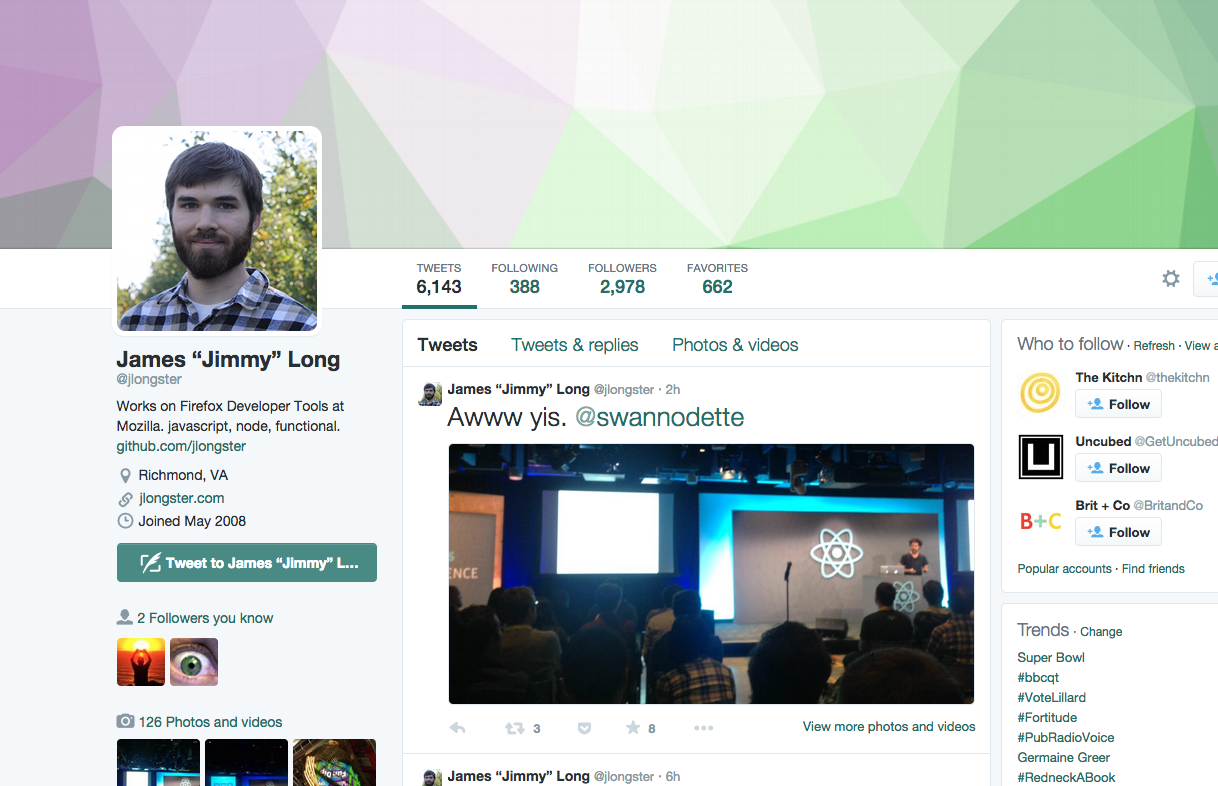 TWEETS FOLLOWING FOLLOWERS FAVORITES
6,143 388 2,978 662
James “Jimmy” Long
@jlongster
Works on Firefox Developer Tools at
Mozilla. javascript, node, functional.
github.com/jlongster
Richmond, VA
jlongster.com
Joined May 2008
Tweet to James “Jimmy” L...
2 Followers you know
126 Photos and videos
Tweets Tweets & replies Photos & videos
James “Jimmy” Long @jlongster · 2h
Awww yis. @swannodette
ENCE
3 8 View more photos and videos
James “Jimmy” Long @jlongster · 6h
Who to follow · Refresh · View a
The Kitchn @thekitchn
Follow
Uncubed @GetUncubed
Follow
B+C
Brit + Co @BritandCo
Follow
Popular accounts · Find friends
Trends · Change
Super Bowl
#bbcqt
#VoteLillard
#Fortitude
#PubRadioVoice
Germaine Greer
#RedneckABook